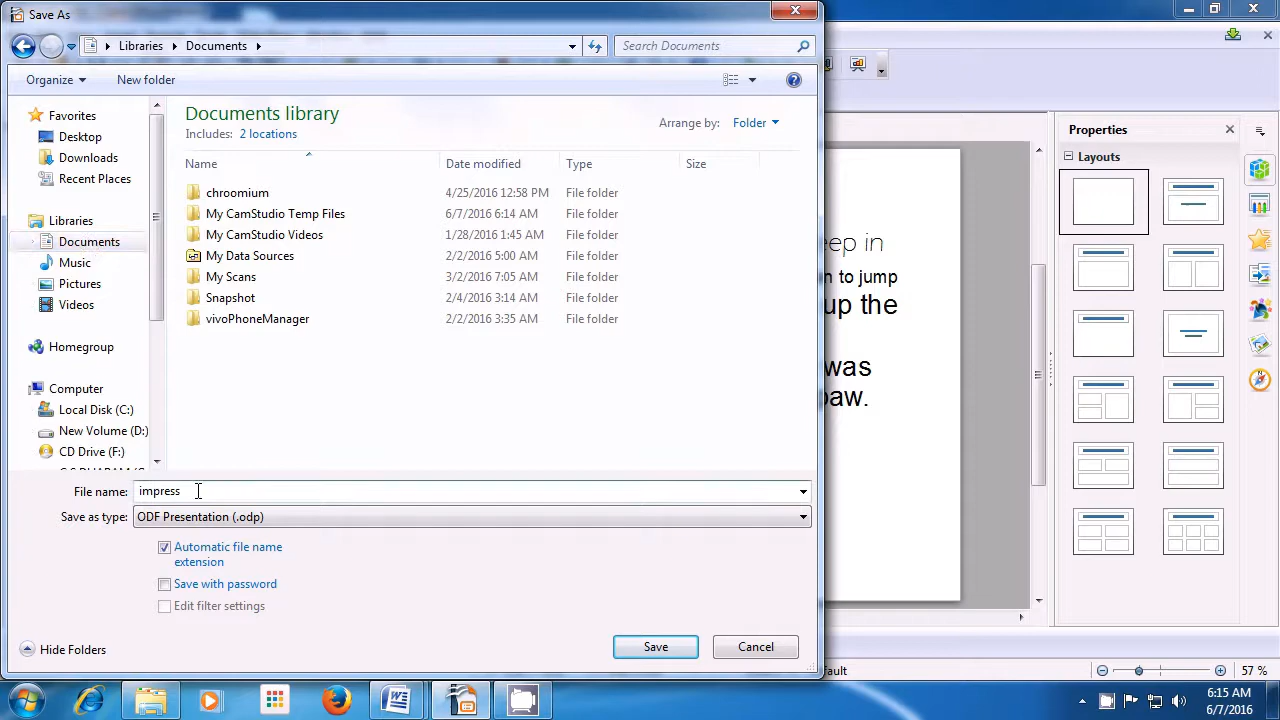 Save As
Libraries Documents
Search Documents
Organize New folder
Favorites
Desktop
Downloads
Recent Places
Libraries
Documents
Music
Pictures
Videos
Homegroup
Computer
Local Disk (C:)
New Volume (D:)
CD Drive (F:)
Documents library
Includes: 2 locations
Arrange by: Folder
Name Date modified Type Size
chroomium 4/25/2016 12:58 PM File folder
My CamStudio Temp Files 6/7/2016 6:14 AM File folder
My CamStudio Videos 1/28/2016 1:45 AM File folder
My Data Sources 2/2/2016 5:06 AM File folder
My Scans 3/2/2016 7:05 AM File folder
Snapshot 2/4/2016 3:14 AM File folder
vivoPhoneManager 2/2/2016 3:35 AM File folder
File name: impress
Save as type: ODF Presentation (.odp)
Automatic file name
extension
Save with password
Edit filter settings
Hide Folders
Save Cancel
eep in
n to jump
up the
was
paw.
Properties
Layouts
57 %
6:15 AM
6/7/2016